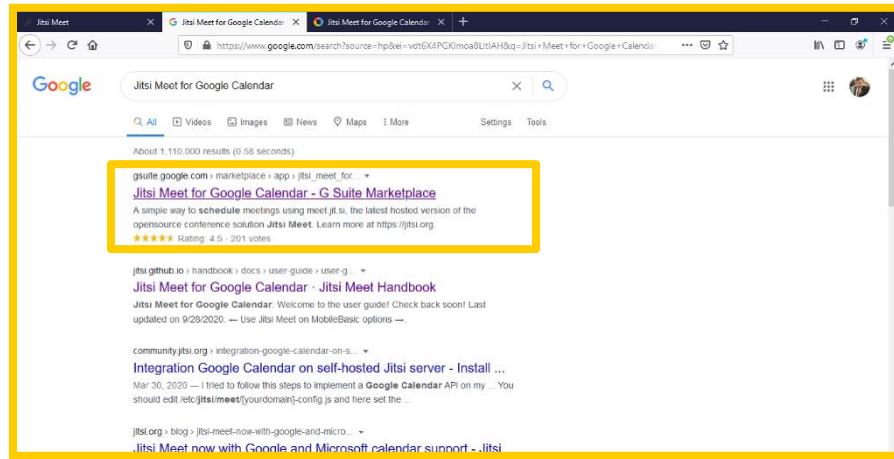 Jitsi Meet
Jitsi Meet for Google Calendar
Jitsi Meet for Google Calendar
https://www.google.com/search?source=hp&ei=
Google
Jitsi Meet for Google Calendar
All Videos Images News Maps More Settings Tools
About 1,110,000 results (0.58 seconds)
gsuite.google.com › marketplace › app › jitsi_meet_for...
Jitsi Meet for Google Calendar - G Suite Marketplace
A simple way to schedule meetings using meet.jit.si, the latest hosted version of the
opensource conference solution Jitsi Meet. Learn more at https://jitsi.org.
Rating: 4.5 · 201 votes
jitsi.github.io › handbook › docs › user-guide › user-g...
Jitsi Meet for Google Calendar · Jitsi Meet Handbook
Jitsi Meet for Google Calendar. Welcome to the user guide! Check back soon! Last
updated on 9/28/2020. ← Use Jitsi Meet on MobileBasic options →.
community.jitsi.org › integration-google-calendar-on-s...
Integration Google Calendar on self-hosted Jitsi server - Install ...
Mar 30, 2020 — I tried to follow this steps to implement a Google Calendar API on my ... You
should edit /etc/jitsi/meet/[yourdomain]-config.js and here set the ...
jitsi.org › blog › jitsi-meet-now-with-google-and-micro...
Jitsi Meet now with Google and Microsoft calendar support - Jitsi